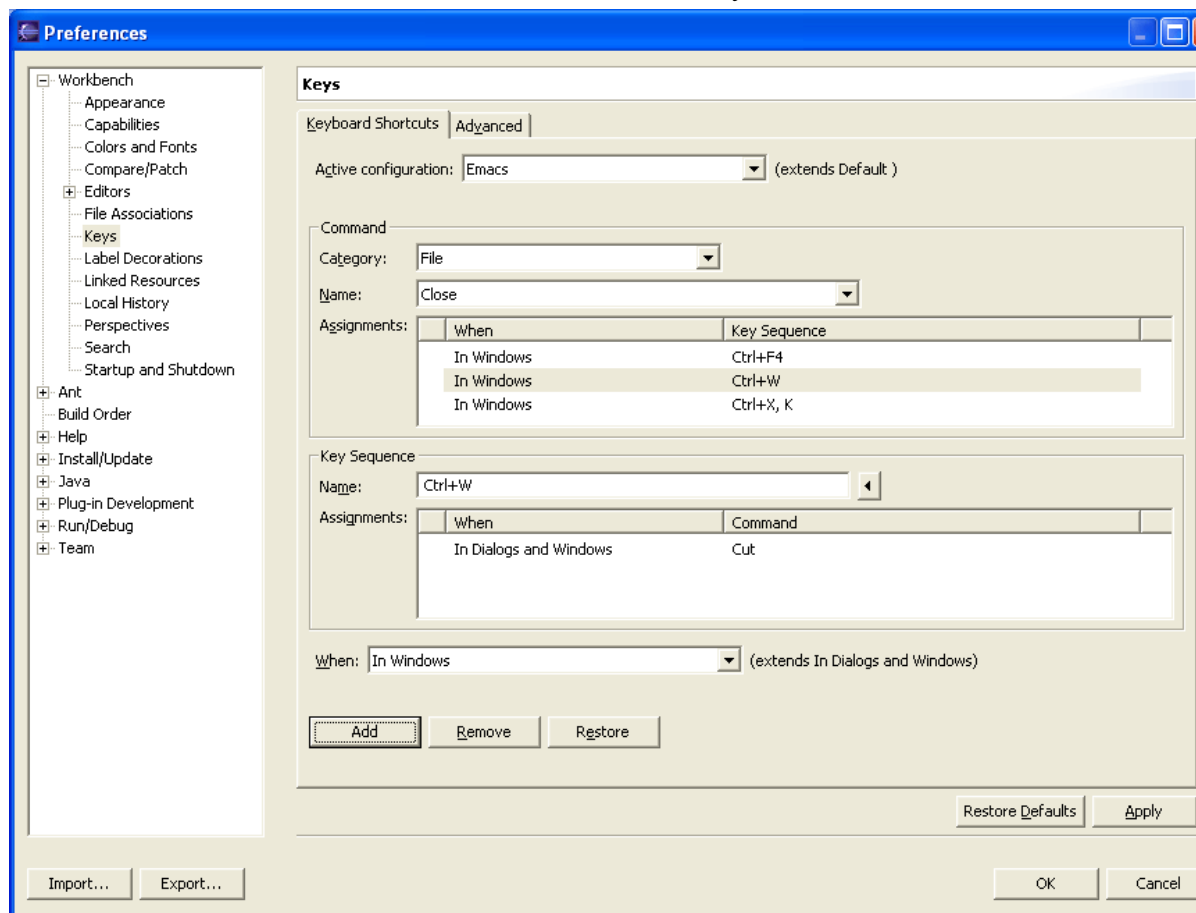 Preferences
Workbench
Appearance
Capabilities
Colors and Fonts
Compare/Patch
Editors
File Associations
Keys
Label Decorations
Linked Resources
Local History
Perspectives
Search
Startup and Shutdown
Ant
Build Order
Help
Install/Update
Java
Plug-in Development
Run/Debug
Team
Keys
Keyboard Shortcuts Advanced
Active configuration: Emacs (extends Default )
Command
Category: File
Name: Close
Assignments: When Key Sequence
In Windows Ctrl+F4
In Windows Ctrl+W
In Windows Ctrl+X, K
Key Sequence
Name: Ctrl+W
Assignments: When Command
In Dialogs and Windows Cut
When: In Windows (extends In Dialogs and Windows)
Add Remove Restore
Restore Defaults Apply
Import... Export... OK Cancel